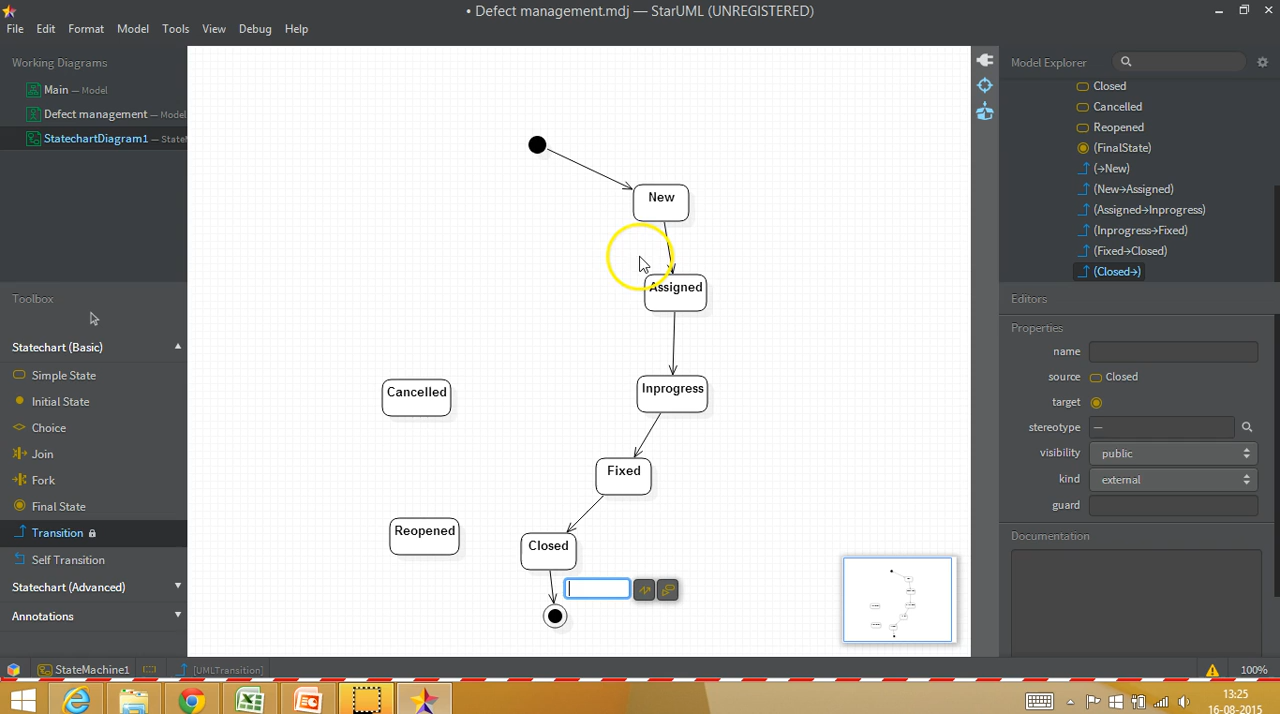 • Defect management.mdj — StarUML (UNREGISTERED)
File Edit Format Model Tools View Debug Help
Working Diagrams
Main — Model
Defect management — Model
StatechartDiagram1 — State
Toolbox
Statechart (Basic)
Simple State
Initial State
Choice
Join
Fork
Final State
Transition
Self Transition
Statechart (Advanced)
Annotations
New
Assigned
Inprogress
Cancelled
Fixed
Reopened
Closed
Model Explorer
Closed
Cancelled
Reopened
(FinalState)
(→New)
(New→Assigned)
(Assigned→Inprogress)
(Inprogress→Fixed)
(Fixed→Closed)
(Closed→)
Editors
Properties
name
source Closed
target
stereotype —
visibility public
kind external
guard
Documentation
StateMachine1 [UMLTransition] 100%
13:25
16-08-2015